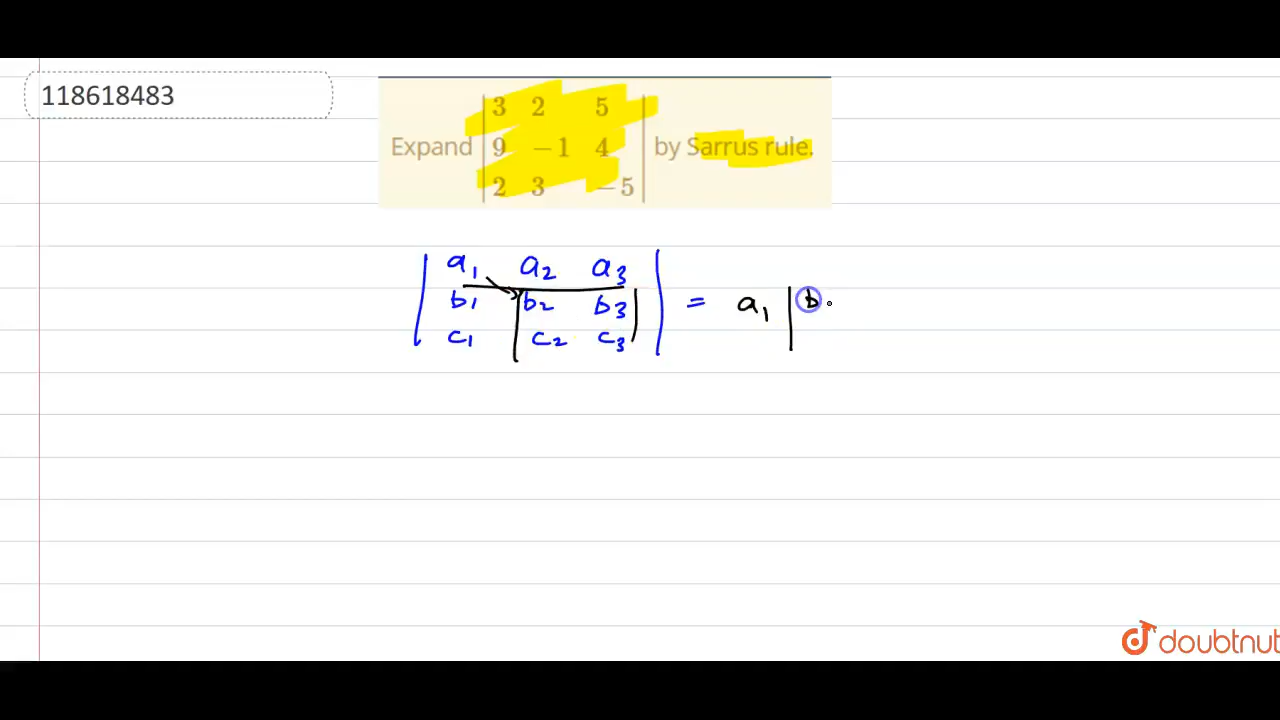 118618483
Expand | 3 2 5 |
| 9 −1 4 | by Sarrus rule.
| 2 3 −5 |
| a₁ a₂ a₃ |
| b₁ b₂ b₃ | = a₁ | b
| c₁ c₂ c₃ |
doubtnut